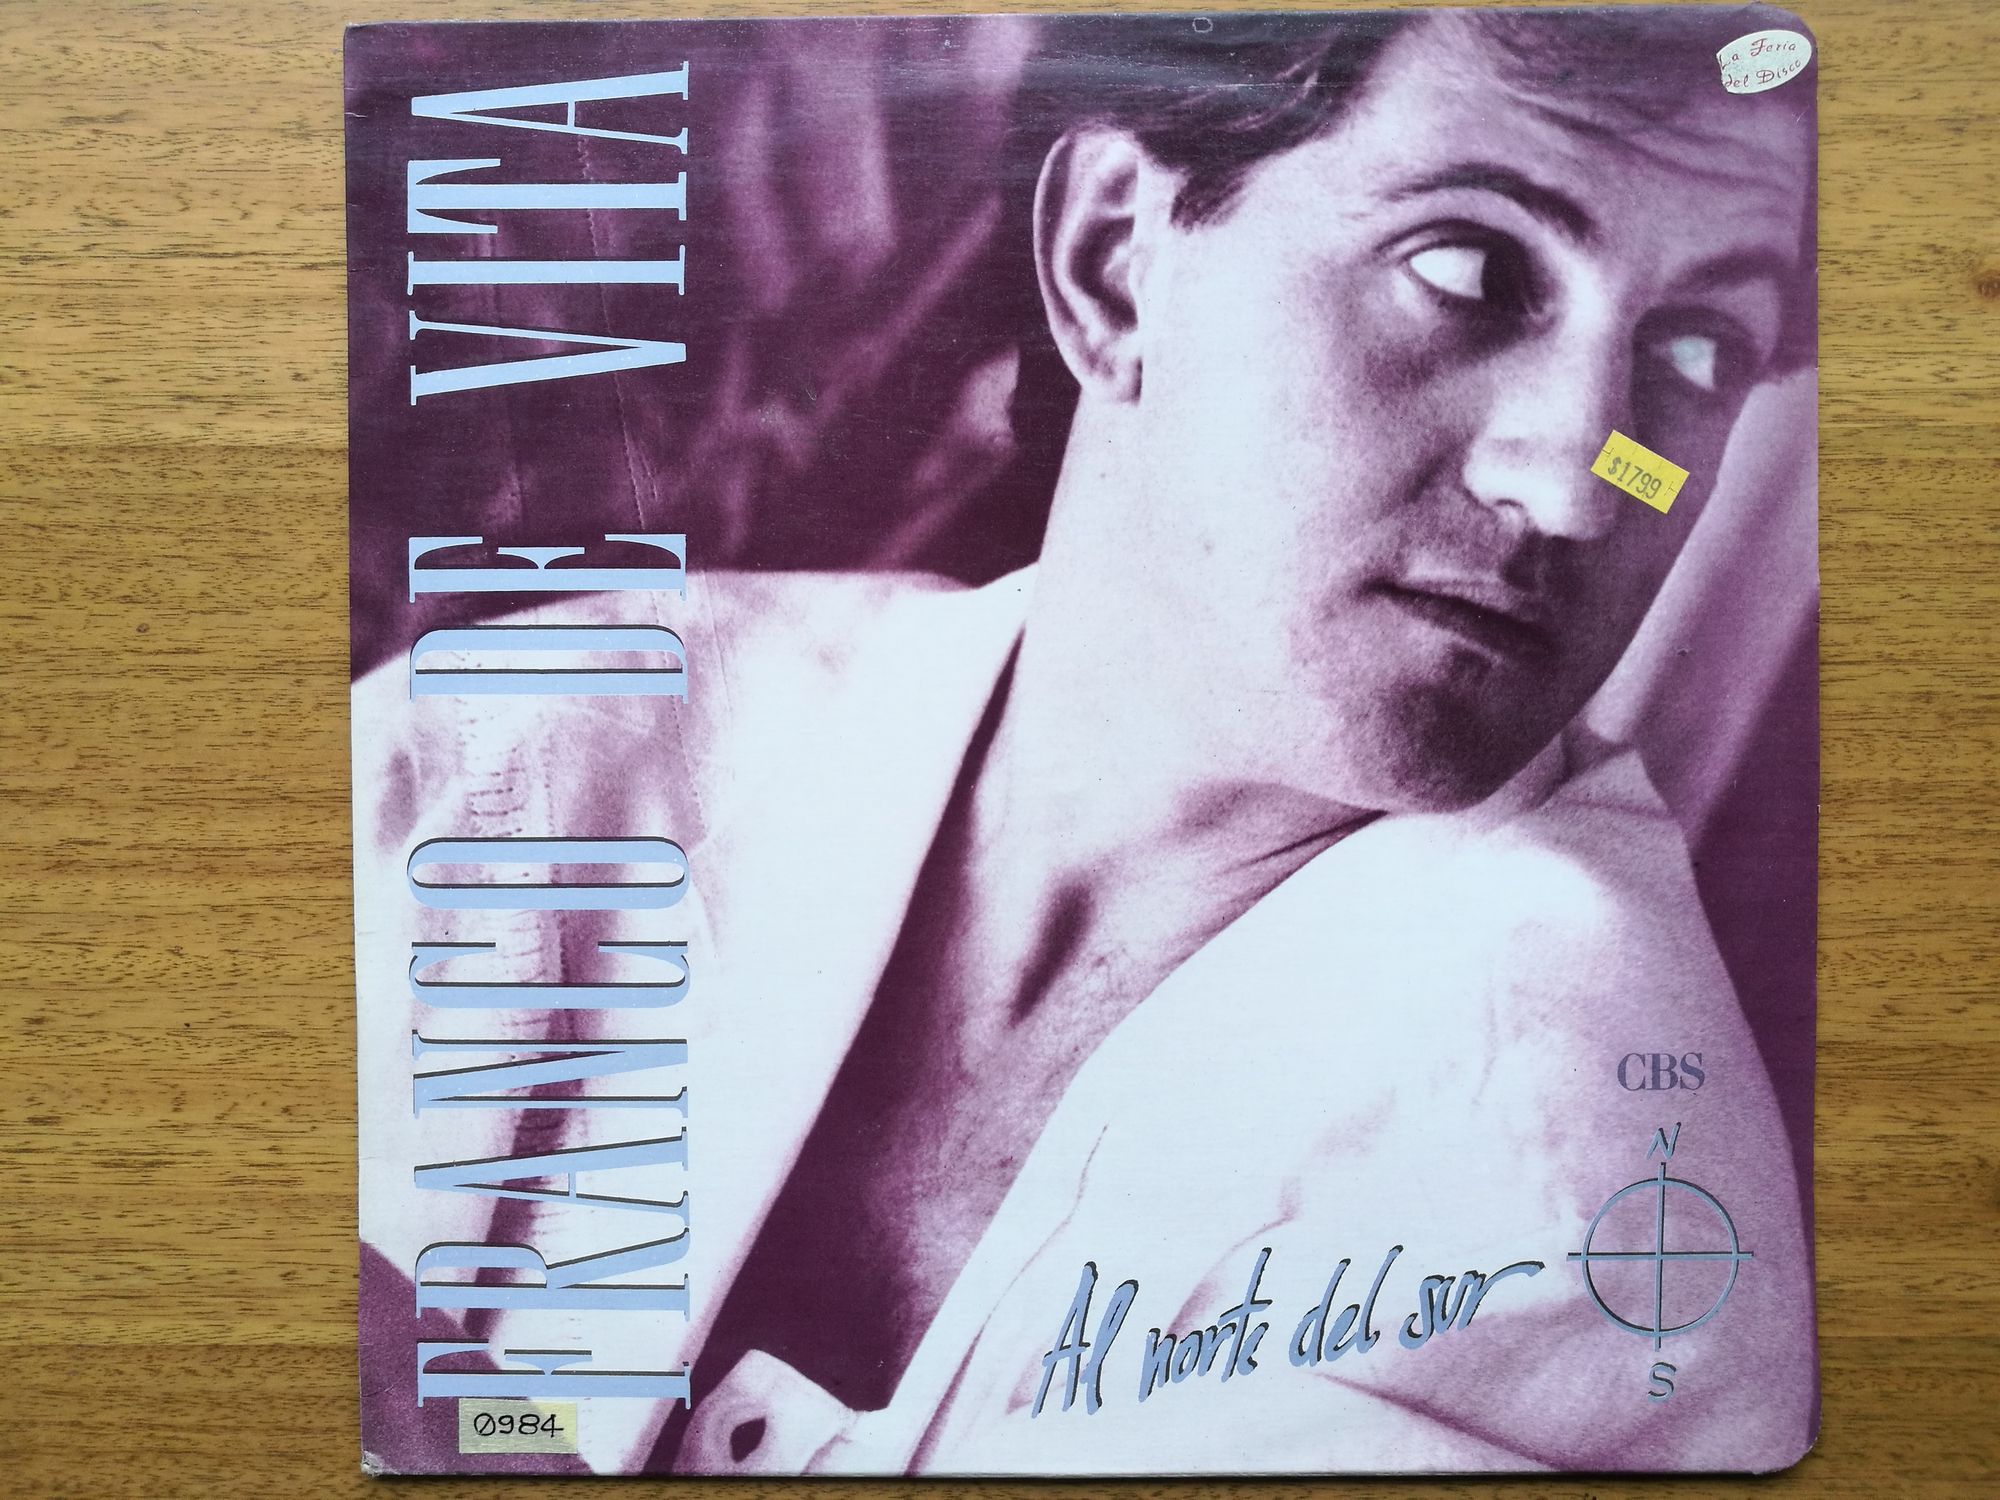 FRANCO DE VITA
La Feria
del Disco
$1799
CBS
N
Al norte del sur
S
0984